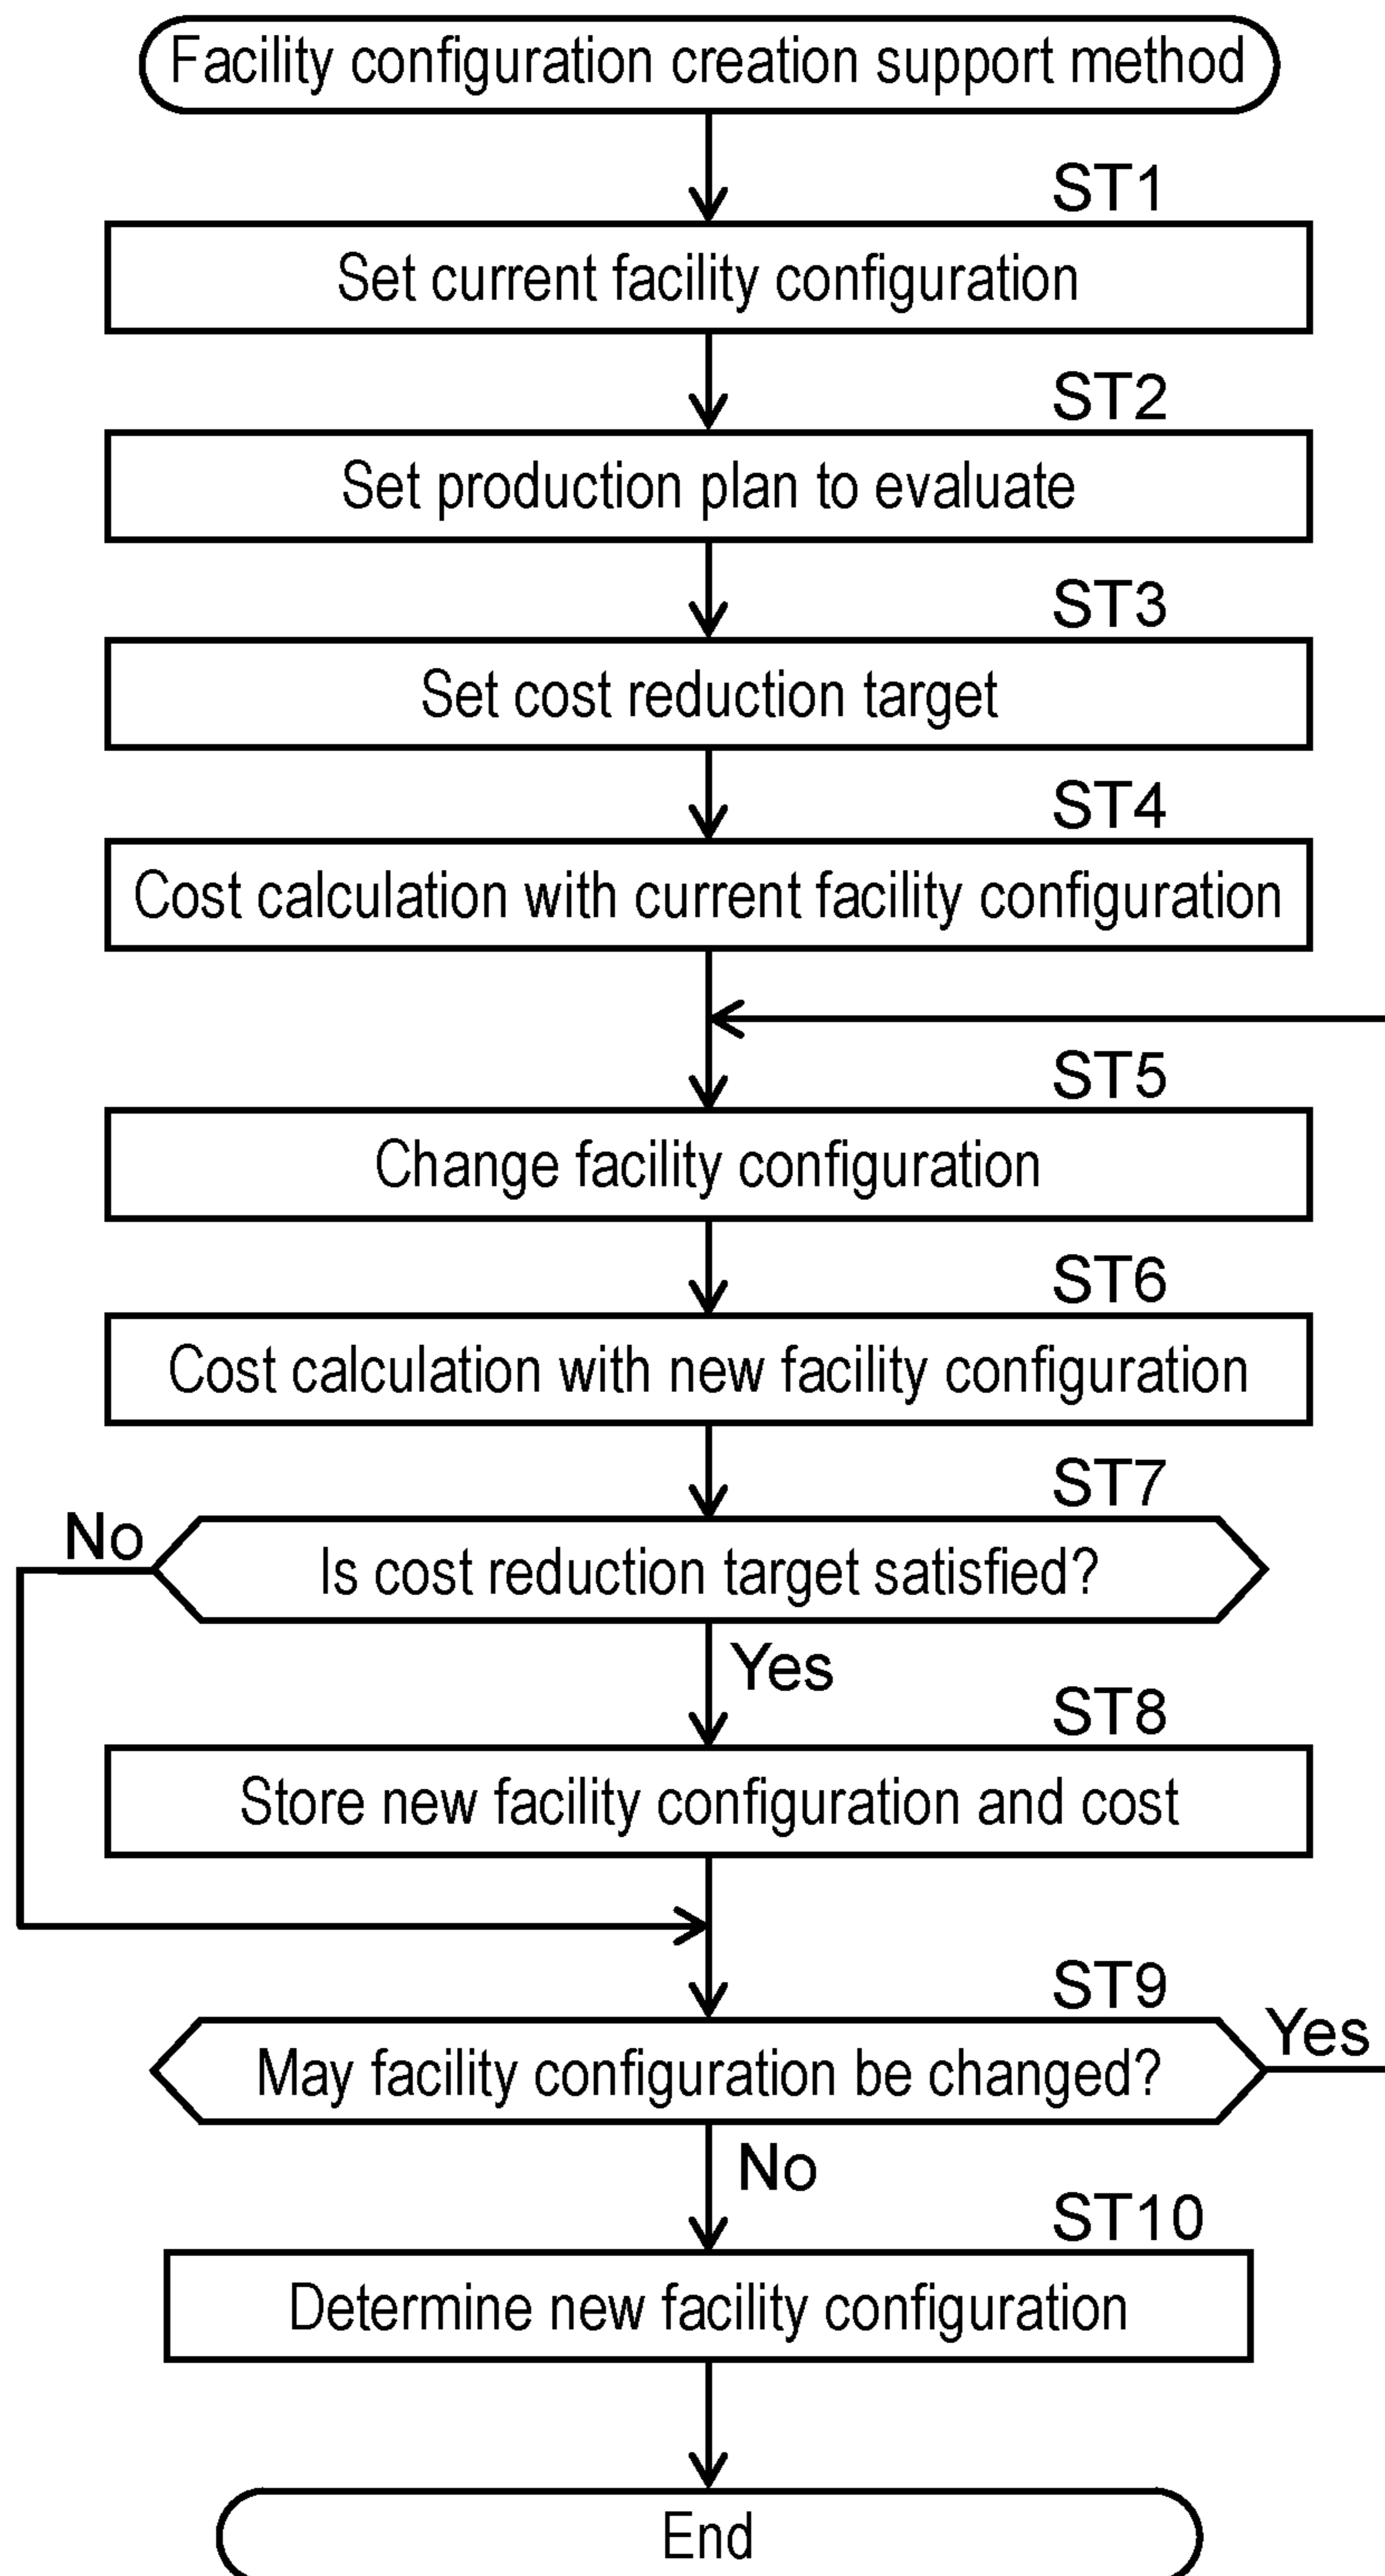 Facility configuration creation support method
ST1
Set current facility configuration
ST2
Set production plan to evaluate
ST3
Set cost reduction target
ST4
Cost calculation with current facility configuration
ST5
Change facility configuration
ST6
Cost calculation with new facility configuration
ST7
No
Is cost reduction target satisfied?
Yes
ST8
Store new facility configuration and cost
ST9
Yes
May facility configuration be changed?
No
ST10
Determine new facility configuration
End